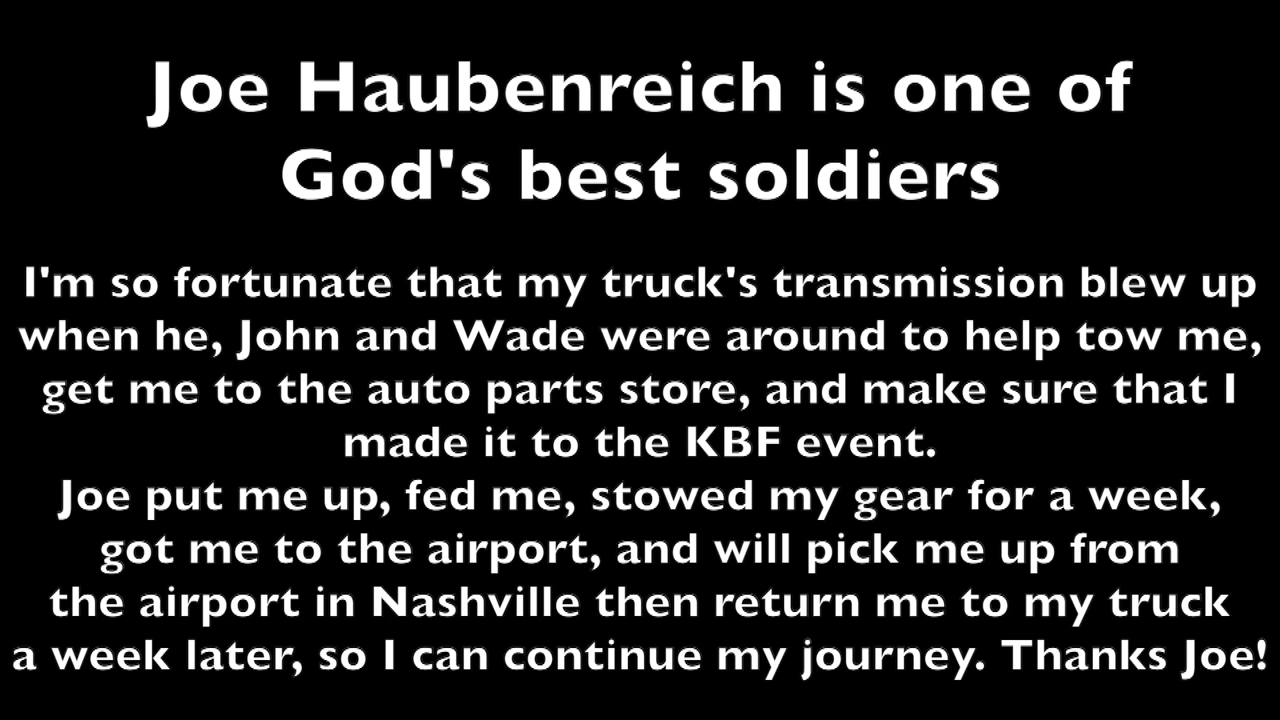 Joe Haubenreich is one of
God's best soldiers
I'm so fortunate that my truck's transmission blew up
when he, John and Wade were around to help tow me,
get me to the auto parts store, and make sure that I
made it to the KBF event.
Joe put me up, fed me, stowed my gear for a week,
got me to the airport, and will pick me up from
the airport in Nashville then return me to my truck
a week later, so I can continue my journey. Thanks Joe!